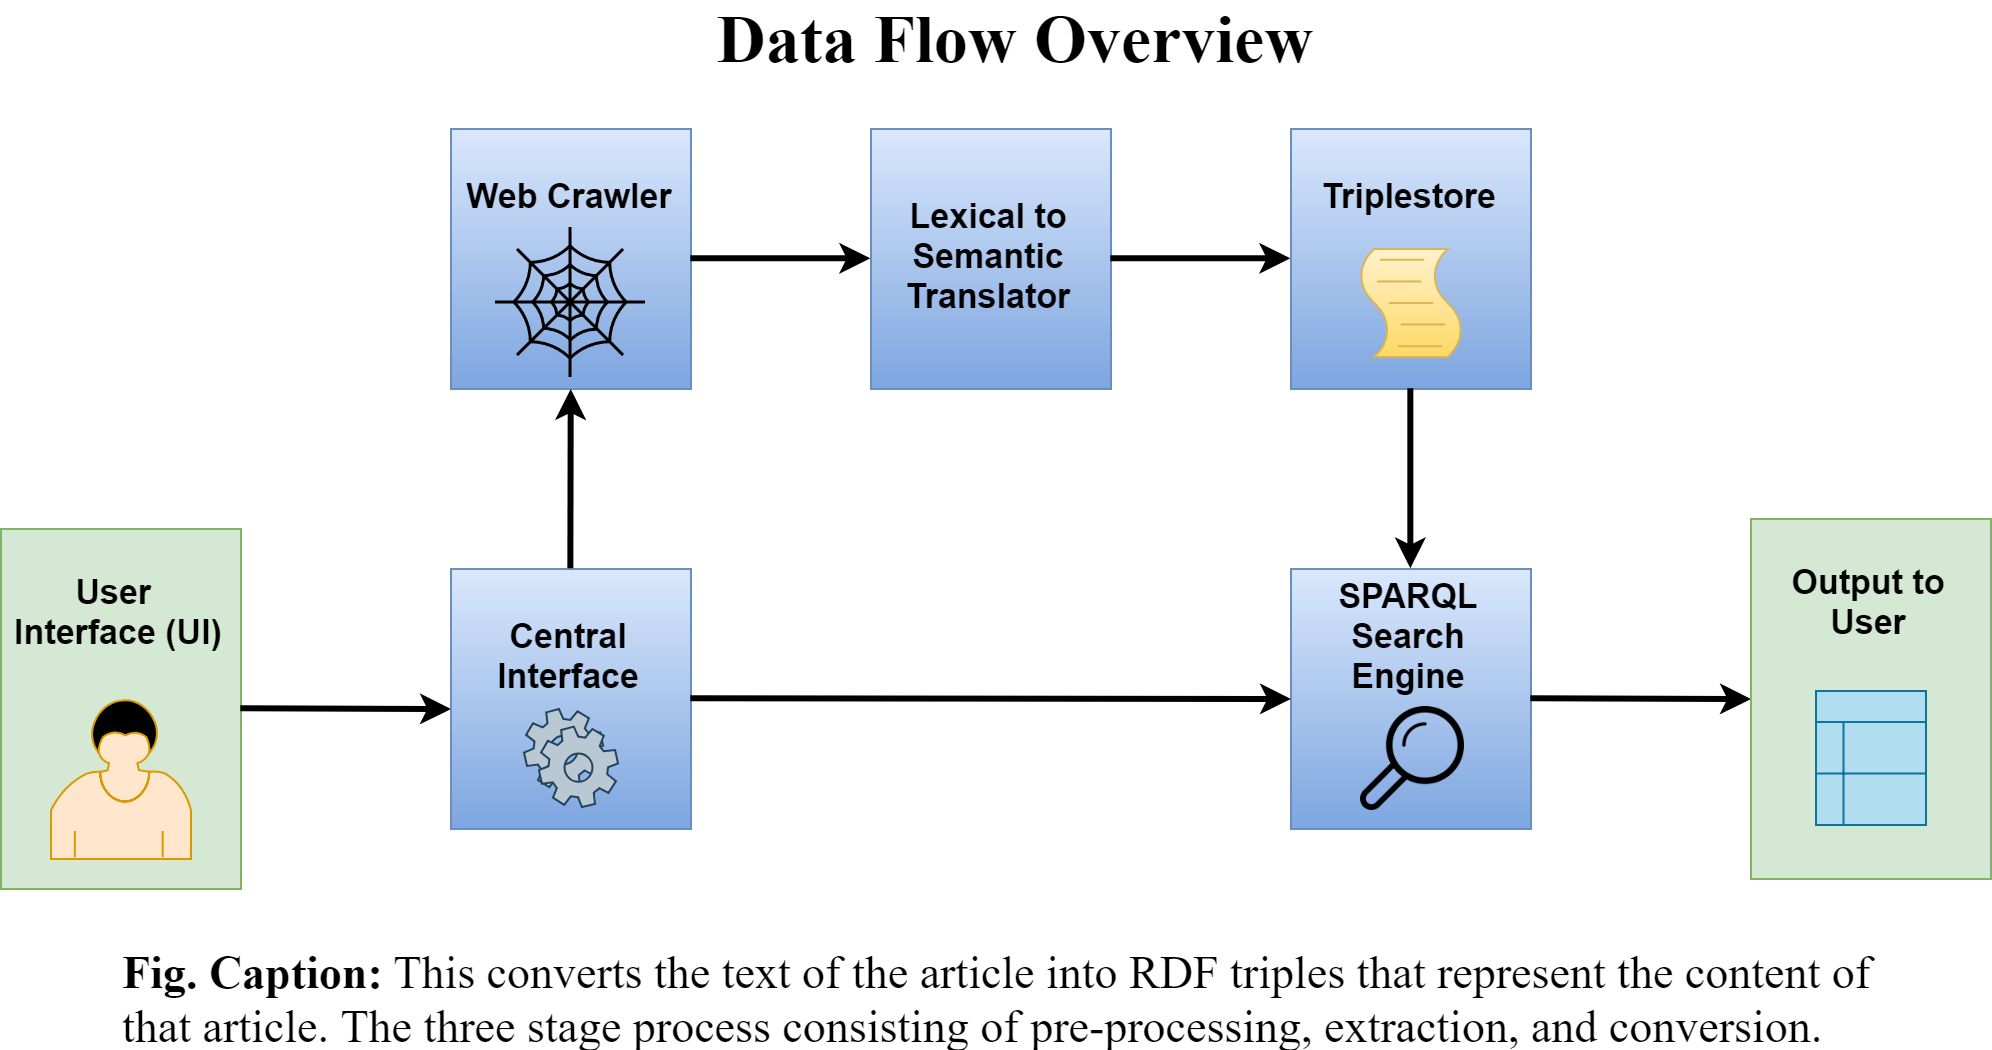 Data Flow Overview
Web Crawler
Lexical to
Semantic
Translator
Triplestore
User
Interface (UI)
Central
Interface
SPARQL
Search
Engine
Output to
User
Fig. Caption: This converts the text of the article into RDF triples that represent the content of
that article. The three stage process consisting of pre-processing, extraction, and conversion.